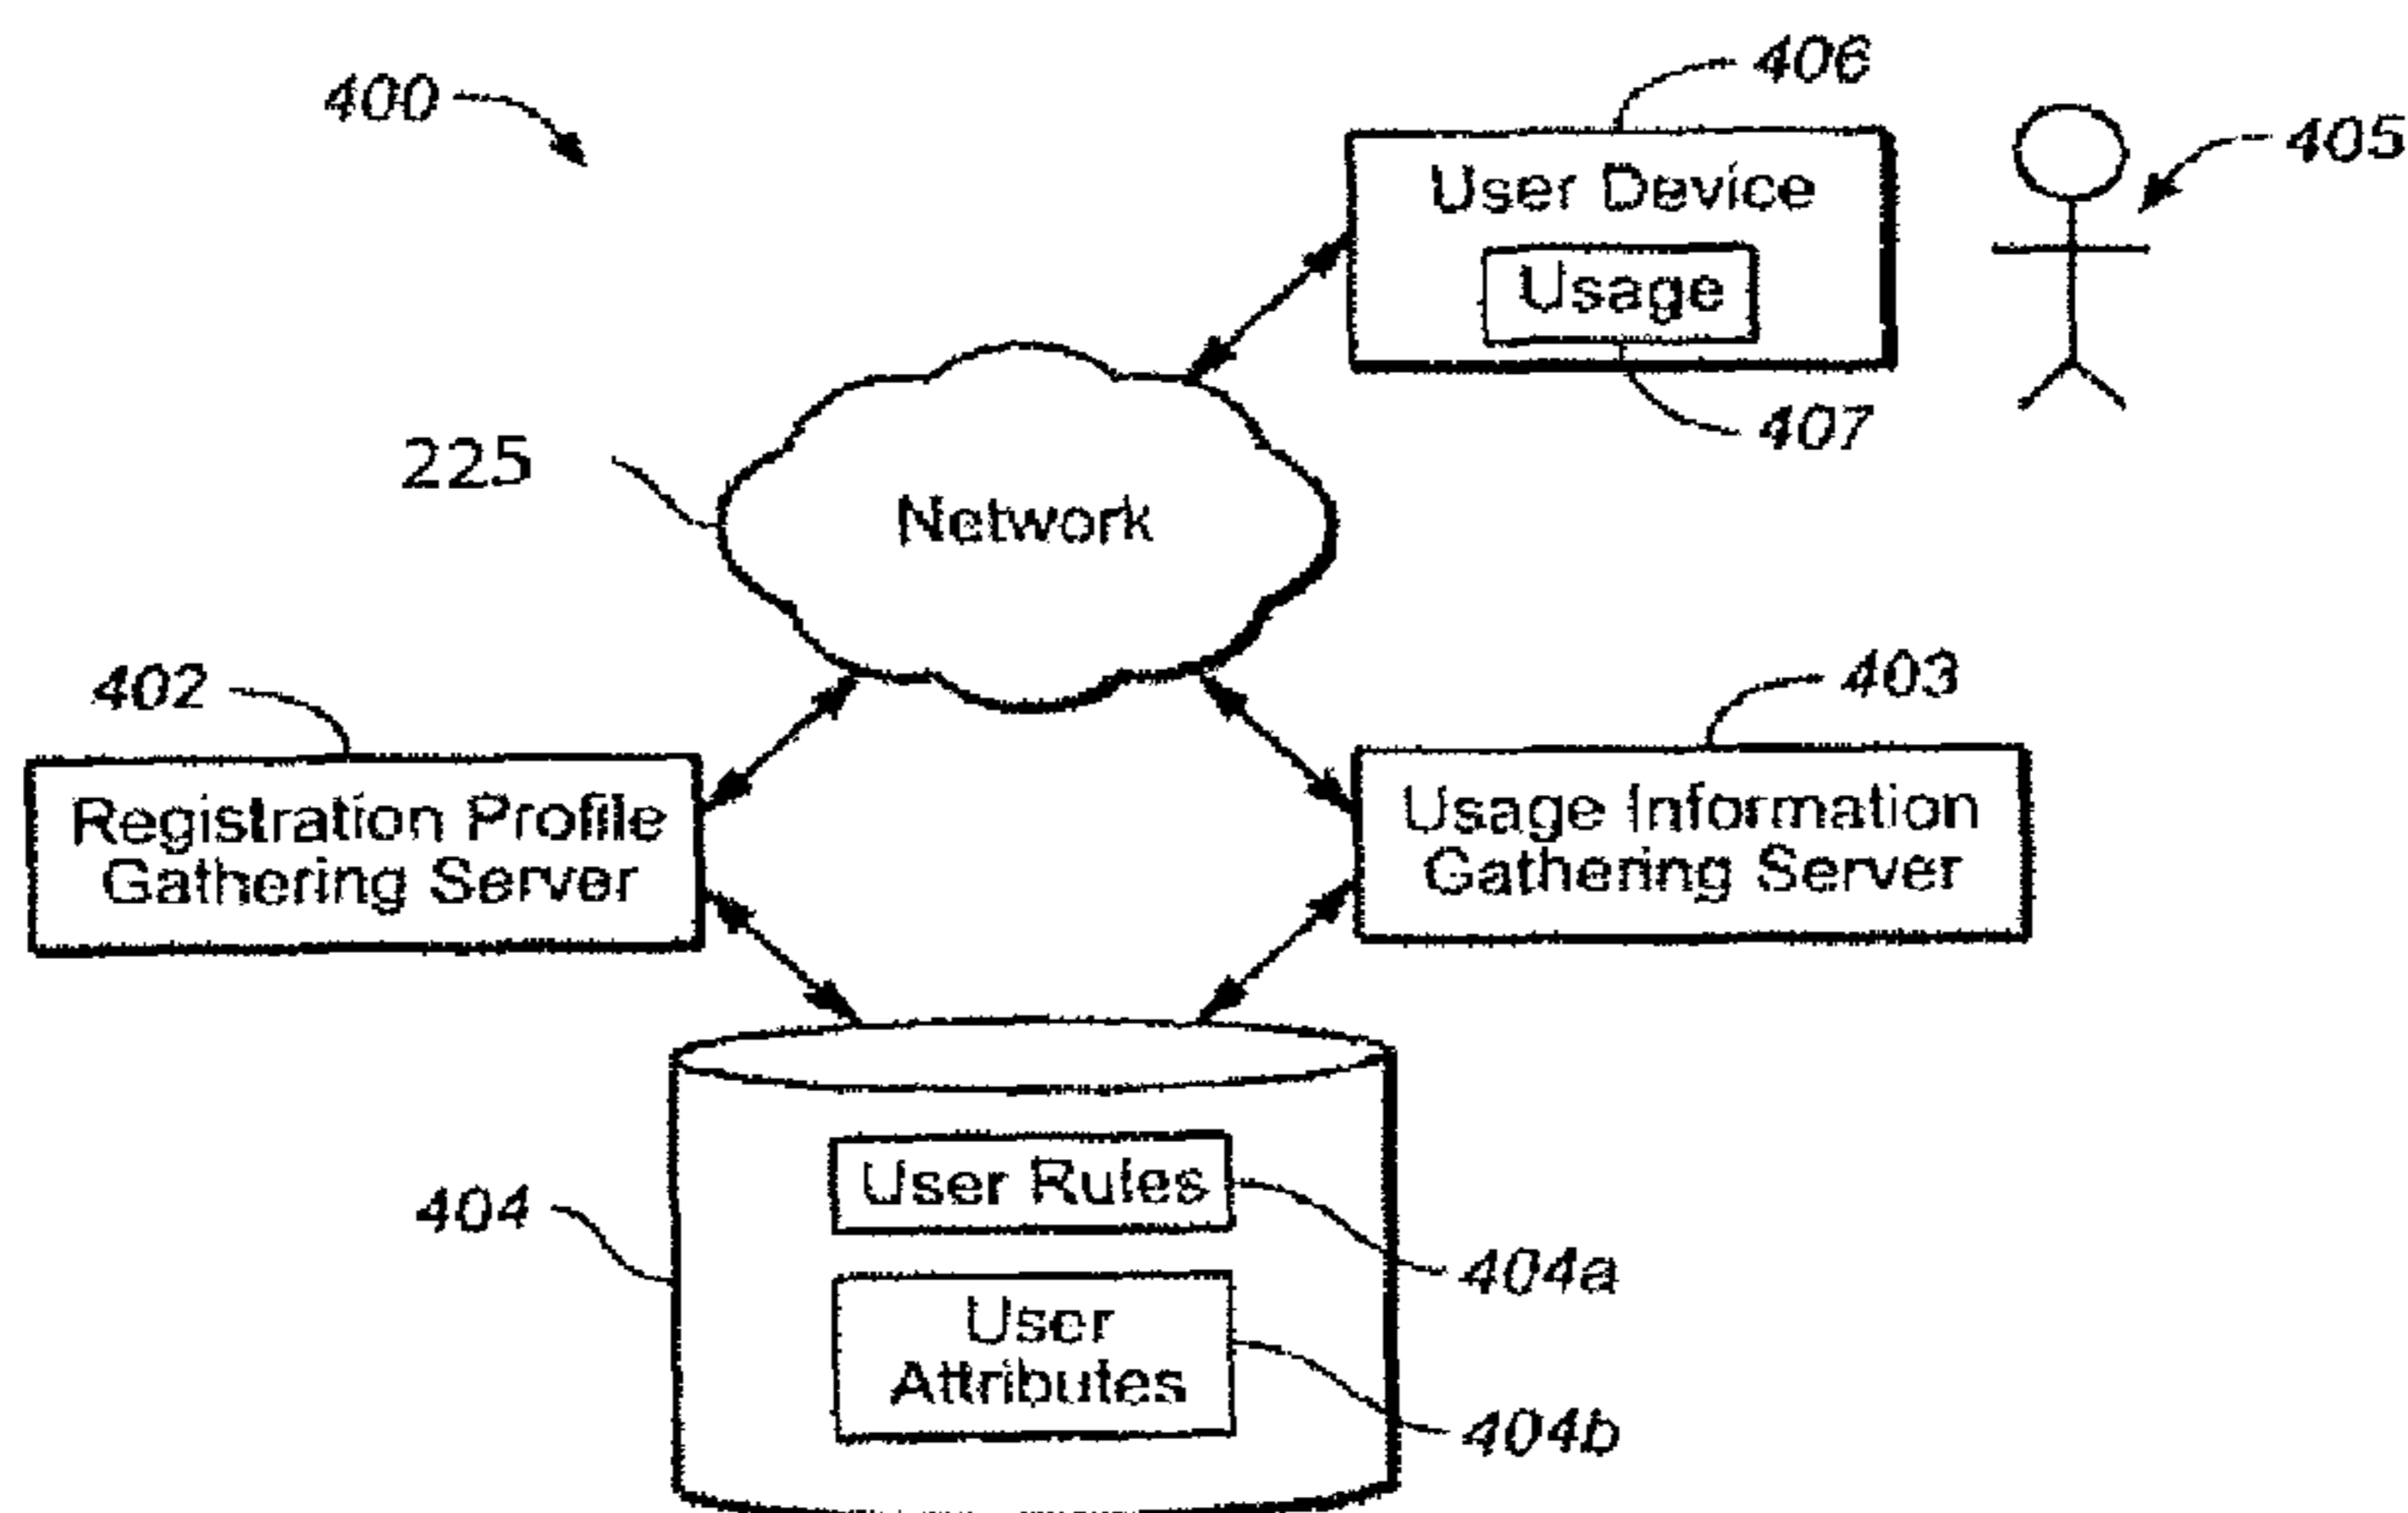 400
406
405
User Device
Usage
407
225
Network
402
403
Registration Profile
Gathering Server
Usage Information
Gathering Server
User Rules
404
404a
User
Attributes
404b